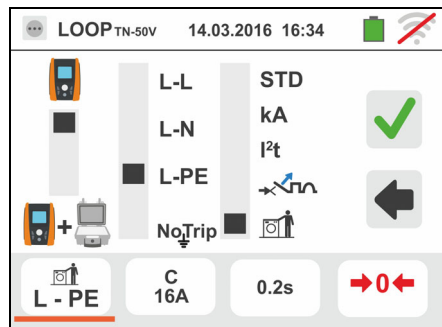 LOOP TN-50V 14.03.2016 16:34
L-L STD
L-N kA
I²t
L-PE
NoTrip
L - PE
C
16A
0.2s
→0←